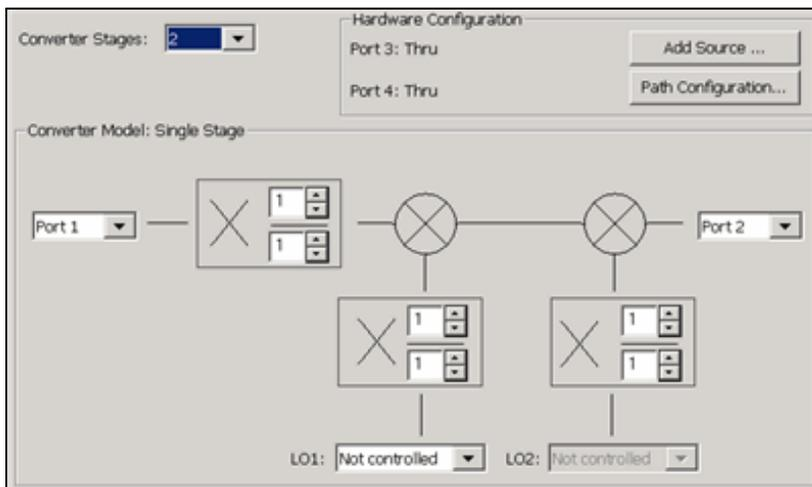 Hardware Configuration
Converter Stages: 2
Port 3: Thru
Add Source ...
Port 4: Thru
Path Configuration...
Converter Model: Single Stage
Port 1
1
1
Port 2
1
1
1
1
LO1: Not controlled
LO2: Not controlled